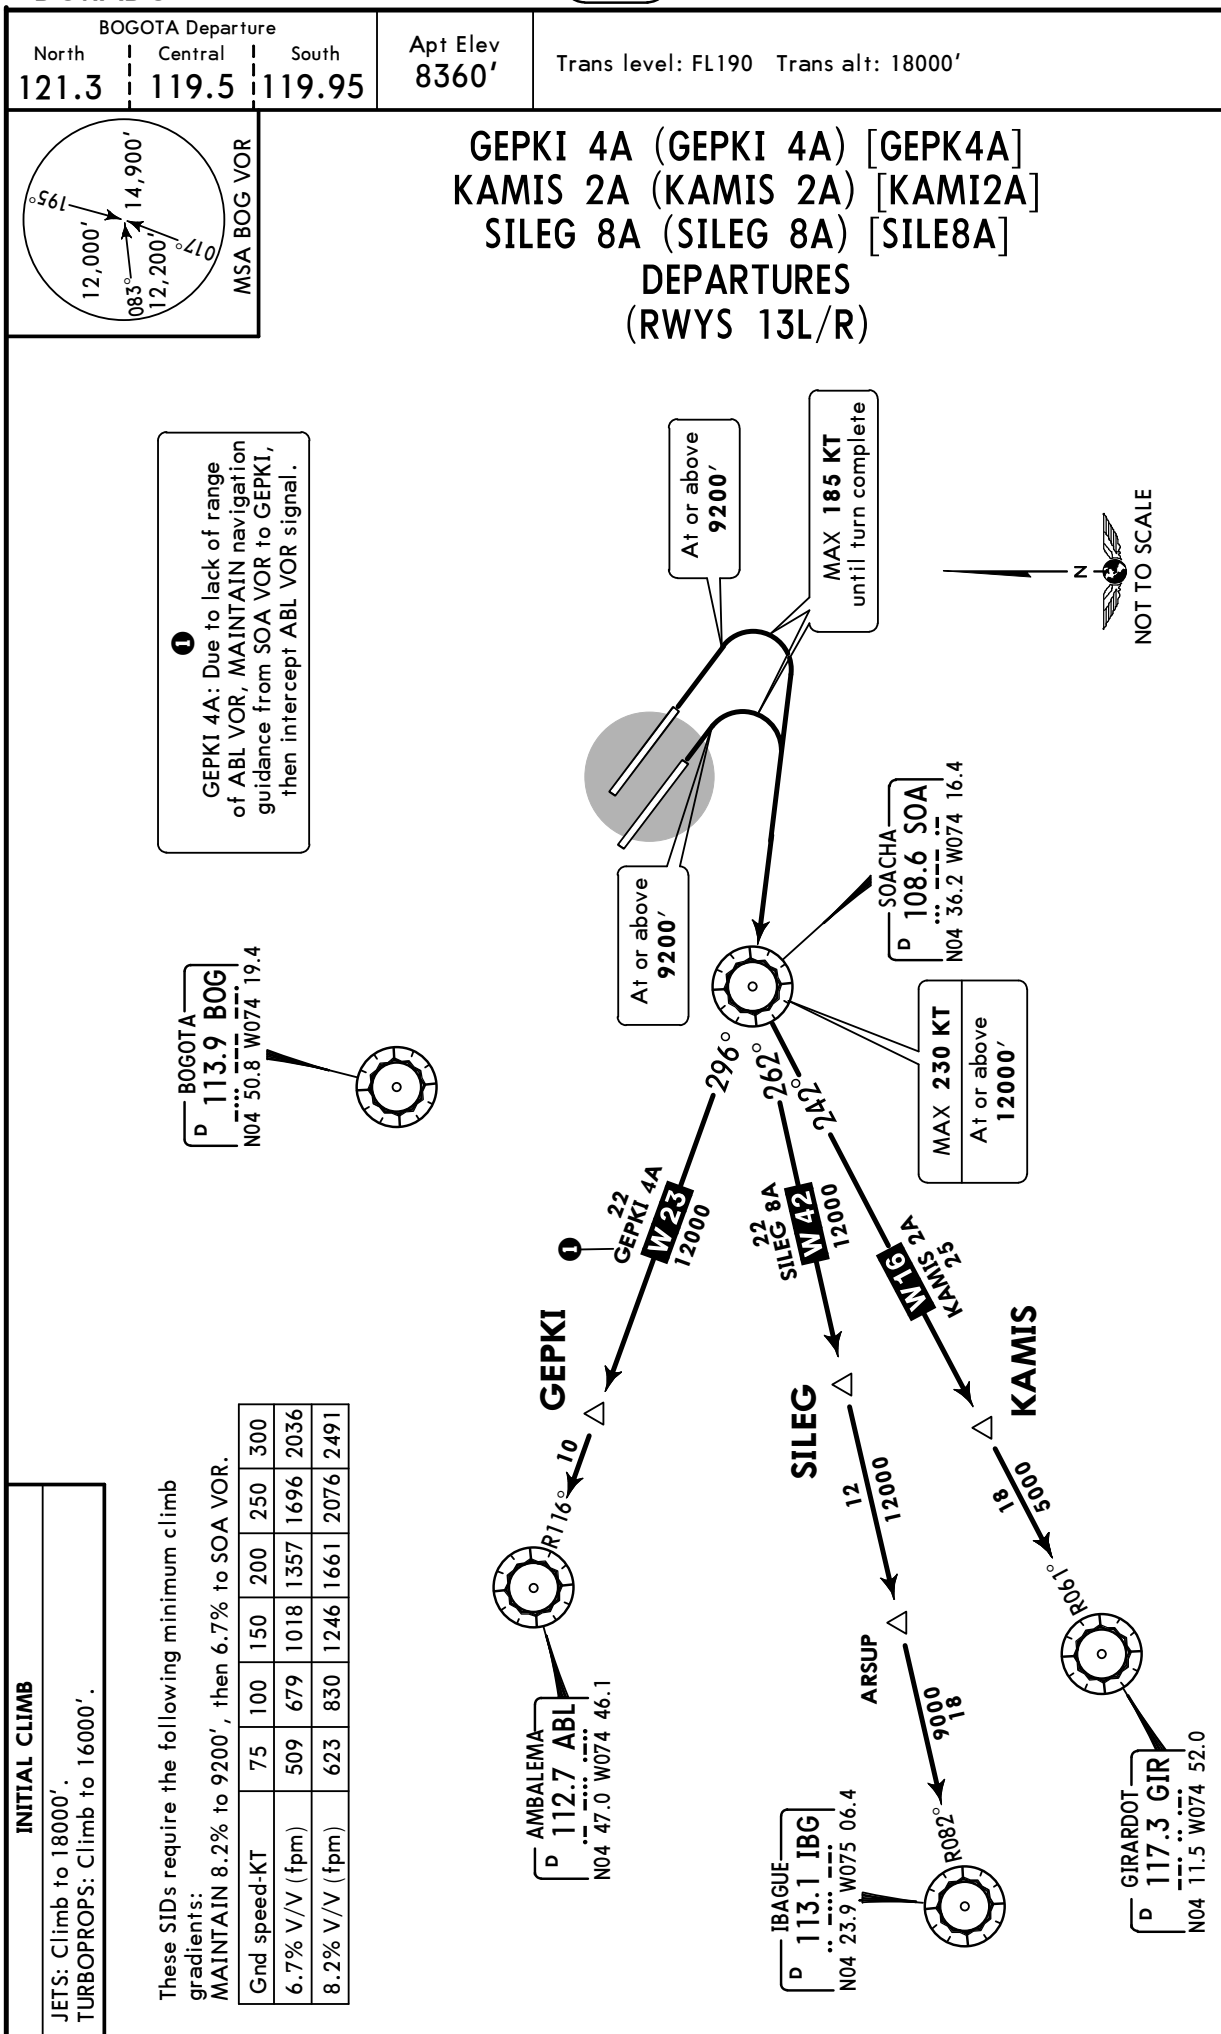 BOGOTA Departure
North Central South
121.3 119.5 119.95
Apt Elev
8360'
Trans level: FL190 Trans alt: 18000'
195°
14,900'
12,000'
083°
12,200'
017°
MSA BOG VOR
GEPKI 4A (GEPKI 4A) [GEPK4A]
KAMIS 2A (KAMIS 2A) [KAMI2A]
SILEG 8A (SILEG 8A) [SILE8A]
DEPARTURES
(RWYS 13L/R)
1
GEPKI 4A: Due to lack of range
of ABL VOR, MAINTAIN navigation
guidance from SOA VOR to GEPKI,
then intercept ABL VOR signal.
At or above
9200'
MAX 185 KT
until turn complete
N
NOT TO SCALE
At or above
9200'
SOACHA
D 108.6 SOA
N04 36.2 W074 16.4
MAX 230 KT
At or above
12000'
BOGOTA
D 113.9 BOG
N04 50.8 W074 19.4
296°
262°
242°
1
22
GEPKI 4A
W 23
12000
22
SILEG 8A
W 42
12000
W 16
KAMIS 2A
25
GEPKI
SILEG
KAMIS
10
R116°
12
12000
18
5000
R061°
ARSUP
9000
18
R082°
AMBALEMA
D 112.7 ABL
N04 47.0 W074 46.1
IBAGUE
D 113.1 IBG
N04 23.9 W075 06.4
GIRARDOT
D 117.3 GIR
N04 11.5 W074 52.0
INITIAL CLIMB
JETS: Climb to 18000'.
TURBOPROPS: Climb to 16000'.
These SIDs require the following minimum climb
gradients:
MAINTAIN 8.2% to 9200', then 6.7% to SOA VOR.
Gnd speed-KT 75 100 150 200 250 300
6.7% V/V (fpm) 509 679 1018 1357 1696 2036
8.2% V/V (fpm) 623 830 1246 1661 2076 2491